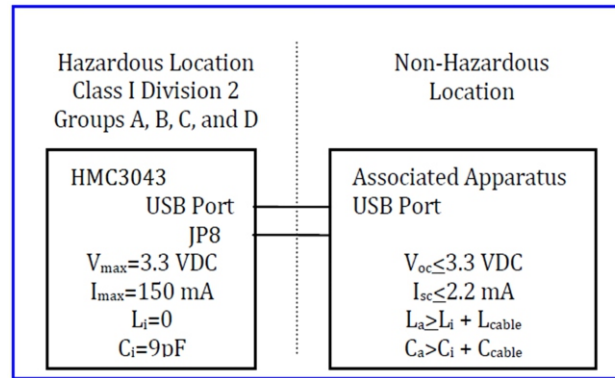 Hazardous Location
Class I Division 2
Groups A, B, C, and D
Non-Hazardous
Location
HMC3043
USB Port
JP8
Vmax=3.3 VDC
Imax=150 mA
Li=0
Ci=9pF
Associated Apparatus
USB Port
Voc≤3.3 VDC
Isc≤2.2 mA
La≥Li + Lcable
Ca>Ci + Ccable